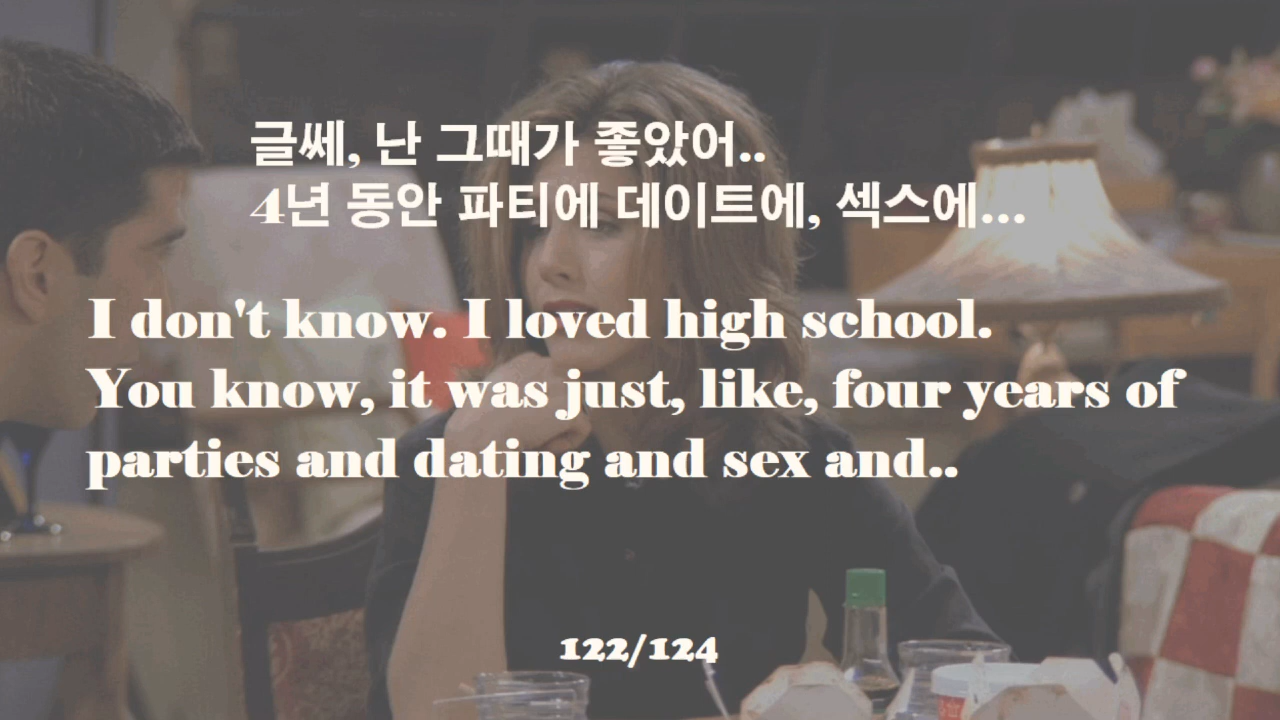 글쎄, 난 그때가 좋았어..
4년 동안 파티에 데이트에, 섹스에...
I don't know. I loved high school.
You know, it was just, like, four years of
parties and dating and sex and..
122/124